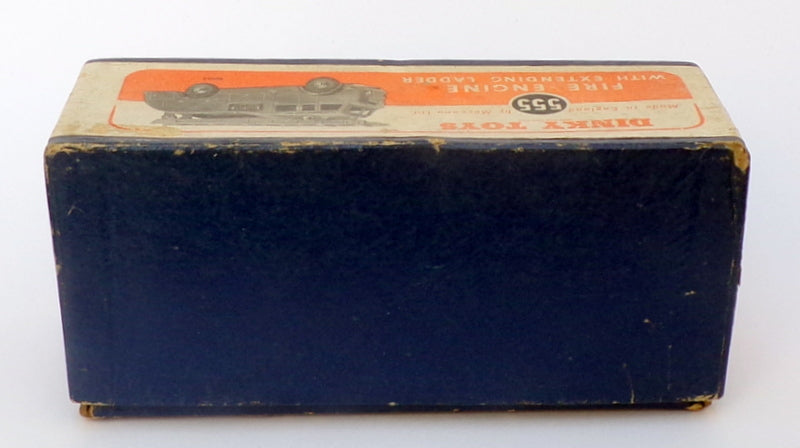 DINKY TOYS
Made in England by Meccano Ltd
555
FIRE ENGINE
WITH EXTENDING LADDER